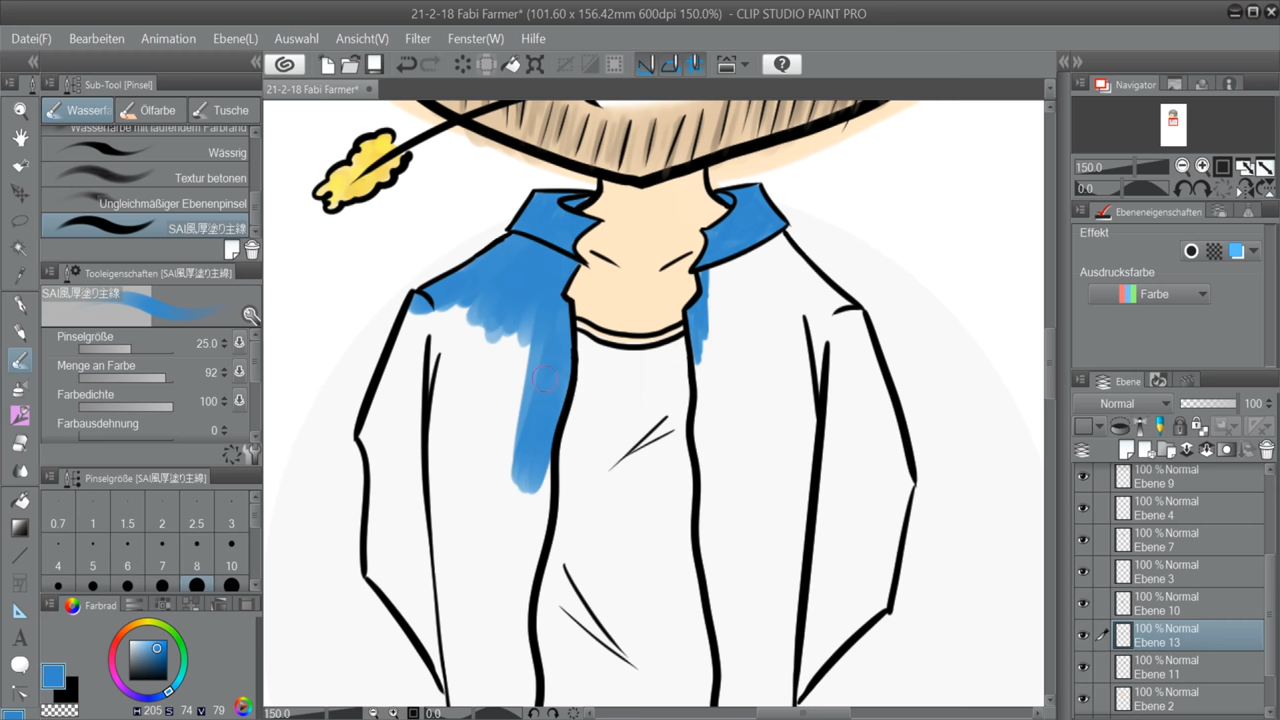 21-2-18 Fabi Farmer* (101.60 x 156.42mm 600dpi 150.0%) - CLIP STUDIO PAINT PRO
Datei(F) Bearbeiten Animation Ebene(L) Auswahl Ansicht(V) Filter Fenster(W) Hilfe
Sub-Tool [Pinsel]
21-2-18 Fabi Farmer*
Navigator
Wasserfa Ölfarbe Tusche
Wasserfarbe mit laufendem Farbrand
Wässrig
Textur betonen
Ungleichmäßiger Ebenenpinsel
SAI風厚塗り主線
Tooleigenschaften [SAI風厚塗り主線]
SAI風厚塗り主線
Pinselgröße 25.0
Menge an Farbe 92
Farbedichte 100
Farbausdehnung 0
Pinselgröße [SAI風厚塗り主線]
0.7 1 1.5 2 2.5 3
4 5 6 7 8 10
Farbrad
H 205 S 74 V 79
150.0 0.0
150.0
0.0
Ebeneneigenschaften
Effekt
Ausdrucksfarbe
Farbe
Ebene
Normal 100
100 % Normal
Ebene 9
100 % Normal
Ebene 4
100 % Normal
Ebene 7
100 % Normal
Ebene 3
100 % Normal
Ebene 10
100 % Normal
Ebene 13
100 % Normal
Ebene 11
100 % Normal
Ebene 2